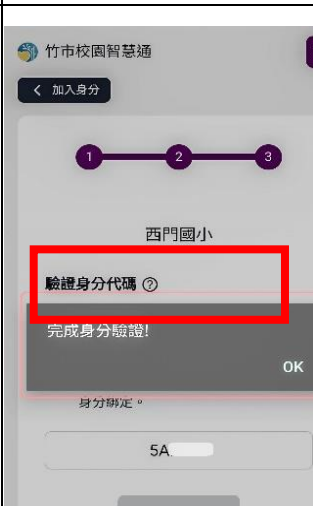 竹市校園智慧通
加入身分
1 2 3
西門國小
驗證身分代碼 ?
完成身分驗證!
OK
身分綁定。
5A